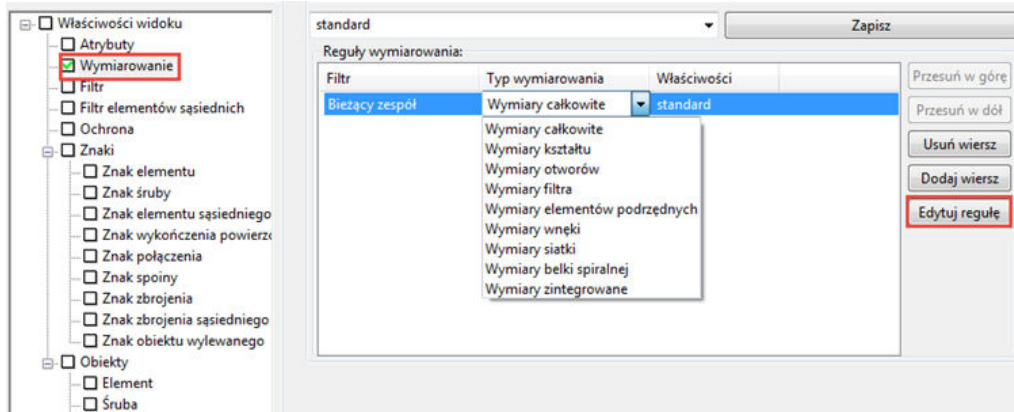 Właściwości widoku
Atrybuty
Wymiarowanie
Filtr
Filtr elementów sąsiednich
Ochrona
Znaki
Znak elementu
Znak śruby
Znak elementu sąsiedniego
Znak wykończenia powierz
Znak połączenia
Znak spoiny
Znak zbrojenia
Znak zbrojenia sąsiedniego
Znak obiektu wylewanego
Obiekty
Element
Śruba
standard
Zapisz
Reguły wymiarowania:
Filtr Typ wymiarowania Właściwości
Bieżący zespół Wymiary całkowite standard
Wymiary całkowite
Wymiary kształtu
Wymiary otworów
Wymiary filtra
Wymiary elementów podrzędnych
Wymiary wnęki
Wymiary siatki
Wymiary belki spiralnej
Wymiary zintegrowane
Przesuń w górę
Przesuń w dół
Usuń wiersz
Dodaj wiersz
Edytuj regułę